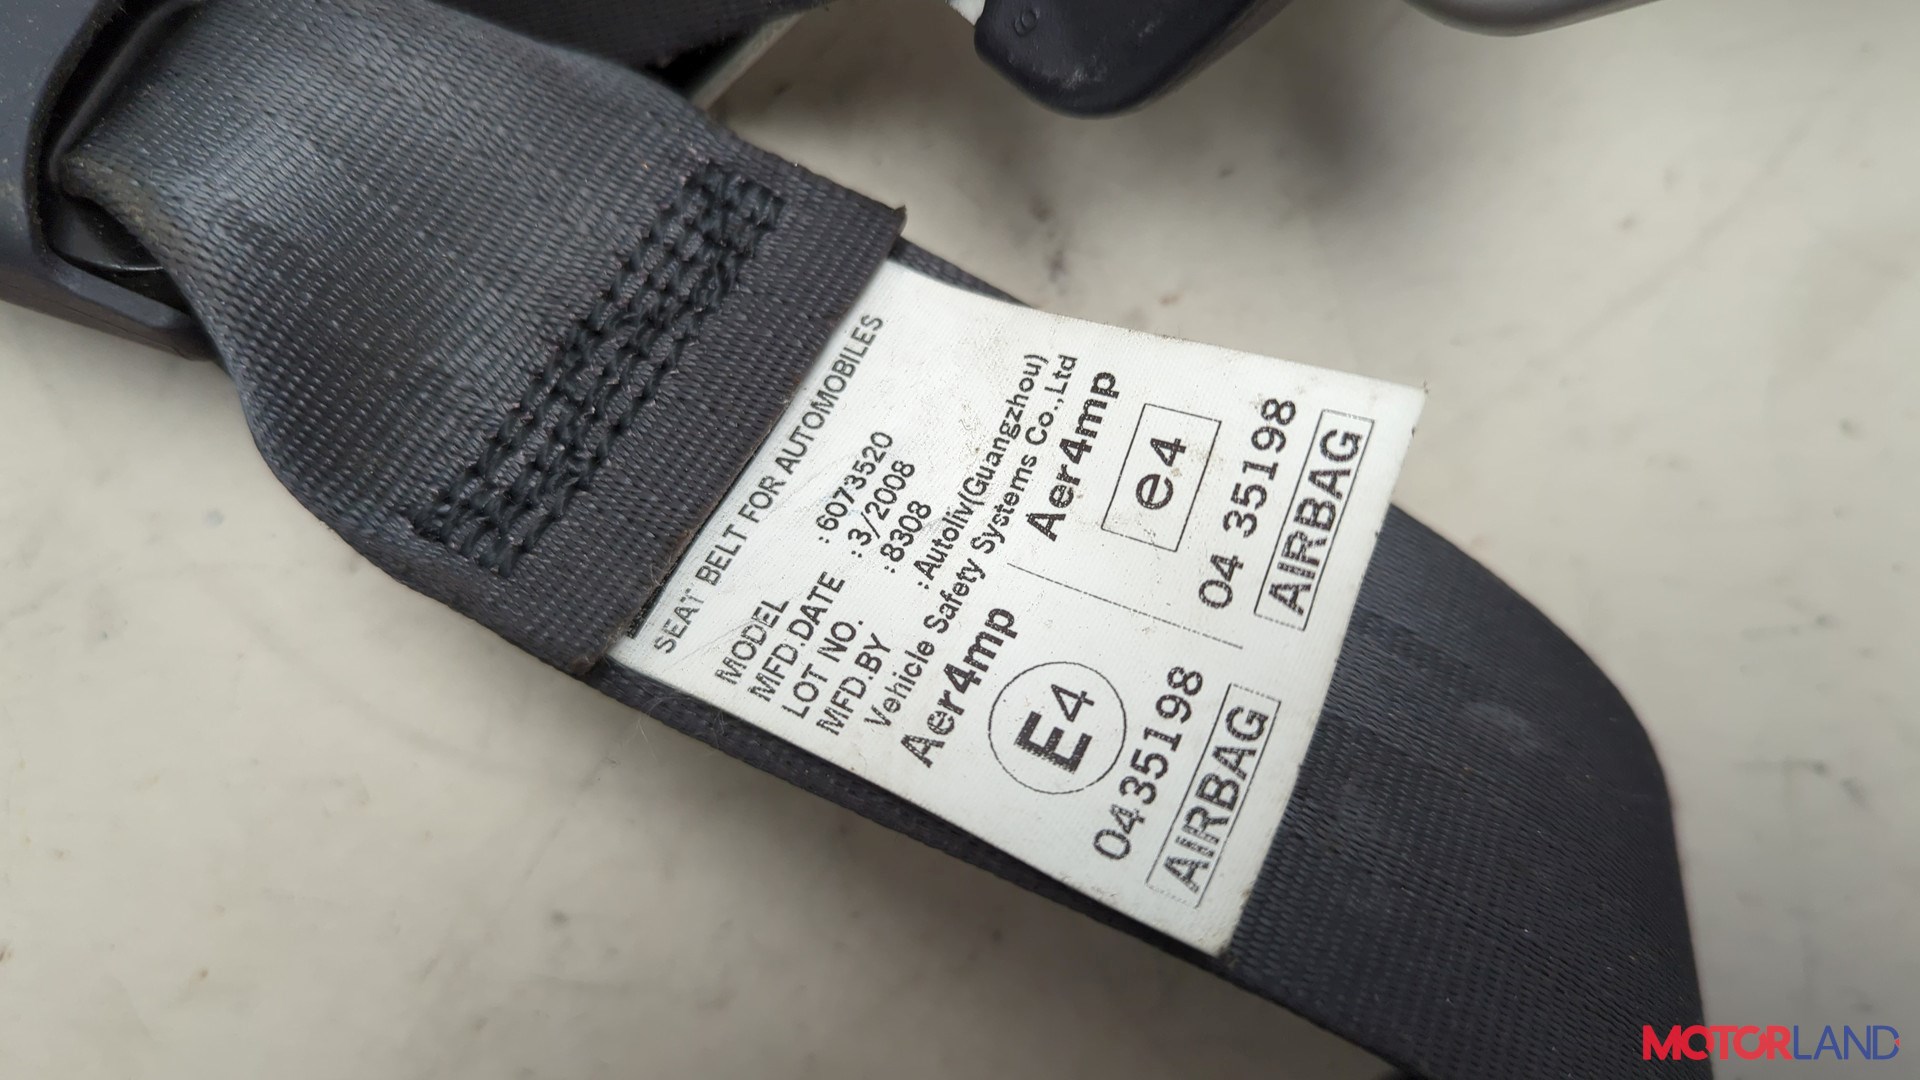 SEAT BELT FOR AUTOMOBILES
MODEL :6073520
MFD.DATE :3/2008
LOT NO. :8308
MFD.BY :Autoliv(Guangzhou)
Vehicle Safety Systems Co.,Ltd
Aer4mp
E4
0435198
AIRBAG
Aer4mp
e4
04 35198
AIRBAG
MOTORLAND